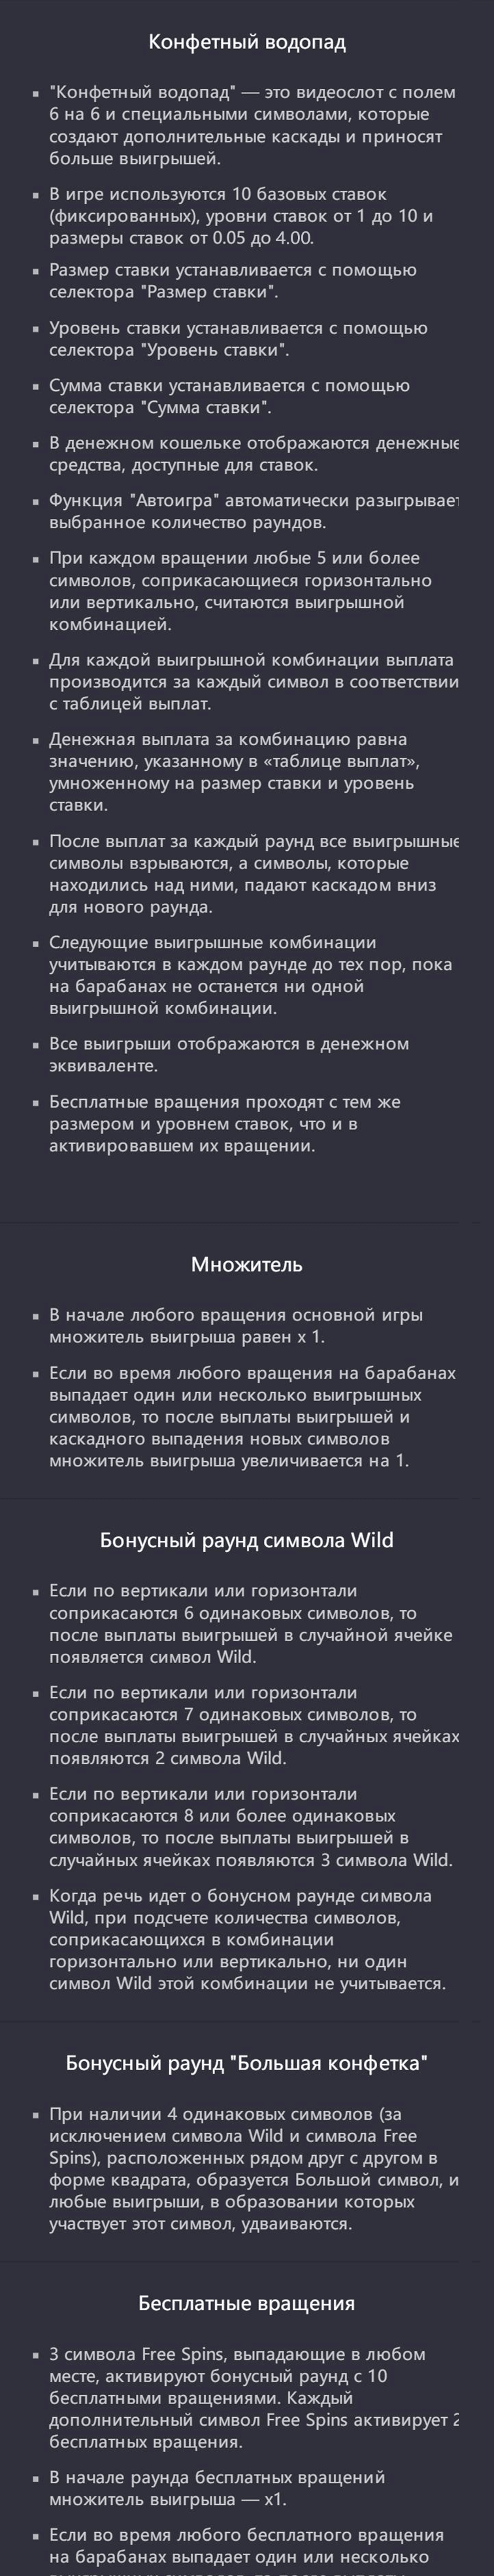 Конфетный водопад
"Конфетный водопад" — это видеослот с полем
6 на 6 и специальными символами, которые
создают дополнительные каскады и приносят
больше выигрышей.
В игре используются 10 базовых ставок
(фиксированных), уровни ставок от 1 до 10 и
размеры ставок от 0.05 до 4.00.
Размер ставки устанавливается с помощью
селектора "Размер ставки".
Уровень ставки устанавливается с помощью
селектора "Уровень ставки".
Сумма ставки устанавливается с помощью
селектора "Сумма ставки".
В денежном кошельке отображаются денежные
средства, доступные для ставок.
Функция "Автоигра" автоматически разыгрывает
выбранное количество раундов.
При каждом вращении любые 5 или более
символов, соприкасающиеся горизонтально
или вертикально, считаются выигрышной
комбинацией.
Для каждой выигрышной комбинации выплата
производится за каждый символ в соответствии
с таблицей выплат.
Денежная выплата за комбинацию равна
значению, указанному в «таблице выплат»,
умноженному на размер ставки и уровень
ставки.
После выплат за каждый раунд все выигрышные
символы взрываются, а символы, которые
находились над ними, падают каскадом вниз
для нового раунда.
Следующие выигрышные комбинации
учитываются в каждом раунде до тех пор, пока
на барабанах не останется ни одной
выигрышной комбинации.
Все выигрыши отображаются в денежном
эквиваленте.
Бесплатные вращения проходят с тем же
размером и уровнем ставок, что и в
активировавшем их вращении.
Множитель
В начале любого вращения основной игры
множитель выигрыша равен x 1.
Если во время любого вращения на барабанах
выпадает один или несколько выигрышных
символов, то после выплаты выигрышей и
каскадного выпадения новых символов
множитель выигрыша увеличивается на 1.
Бонусный раунд символа Wild
Если по вертикали или горизонтали
соприкасаются 6 одинаковых символов, то
после выплаты выигрышей в случайной ячейке
появляется символ Wild.
Если по вертикали или горизонтали
соприкасаются 7 одинаковых символов, то
после выплаты выигрышей в случайных ячейках
появляются 2 символа Wild.
Если по вертикали или горизонтали
соприкасаются 8 или более одинаковых
символов, то после выплаты выигрышей в
случайных ячейках появляются 3 символа Wild.
Когда речь идет о бонусном раунде символа
Wild, при подсчете количества символов,
соприкасающихся в комбинации
горизонтально или вертикально, ни один
символ Wild этой комбинации не учитывается.
Бонусный раунд "Большая конфетка"
При наличии 4 одинаковых символов (за
исключением символа Wild и символа Free
Spins), расположенных рядом друг с другом в
форме квадрата, образуется Большой символ, и
любые выигрыши, в образовании которых
участвует этот символ, удваиваются.
Бесплатные вращения
3 символа Free Spins, выпадающие в любом
месте, активируют бонусный раунд с 10
бесплатными вращениями. Каждый
дополнительный символ Free Spins активирует 2
бесплатных вращения.
В начале раунда бесплатных вращений
множитель выигрыша — x1.
Если во время любого бесплатного вращения
на барабанах выпадает один или несколько